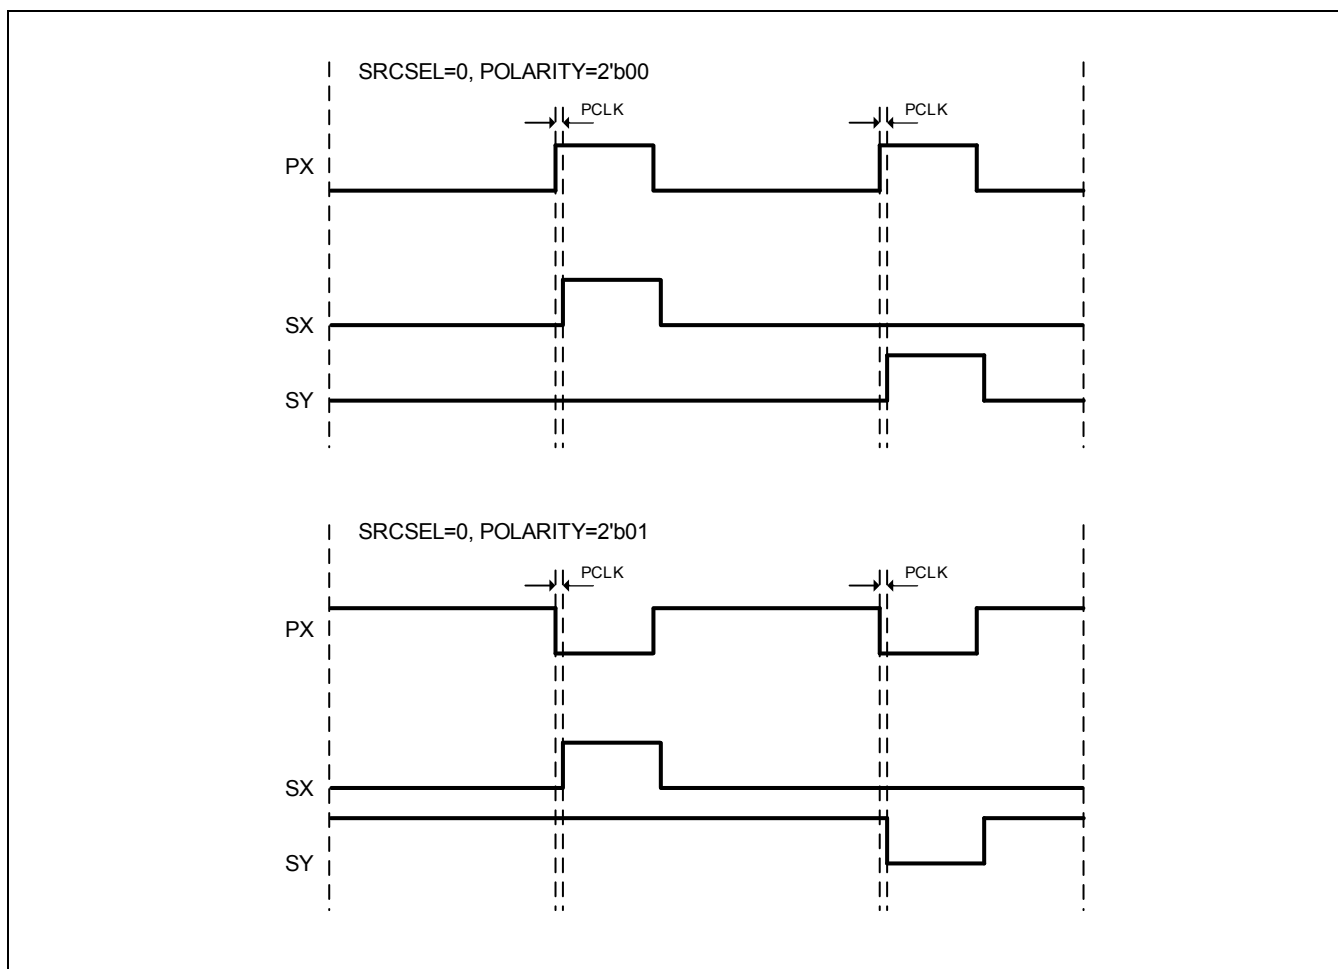 SRCSEL=0, POLARITY=2'b00
PCLK PCLK
PX
SX
SY
SRCSEL=0, POLARITY=2'b01
PCLK PCLK
PX
SX
SY